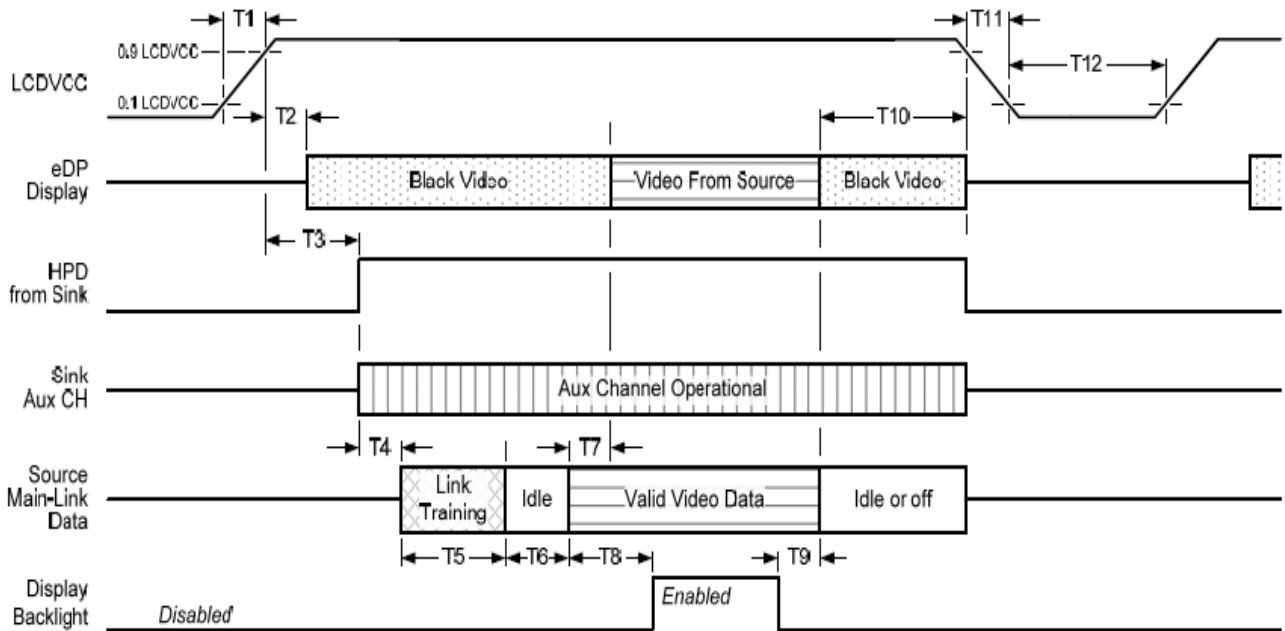 T1
T11
0.9 LCDVCC
T12
LCDVCC
0.1 LCDVCC
T2
T10
eDP
Display
Black Video
Video From Source
Black Video
T3
HPD
from Sink
Sink
Aux CH
Aux Channel Operational
T4
T7
Source
Main-Link
Data
Link
Training
Idle
Valid Video Data
Idle or off
T5
T6
T8
T9
Display
Backlight
Disabled
Enabled